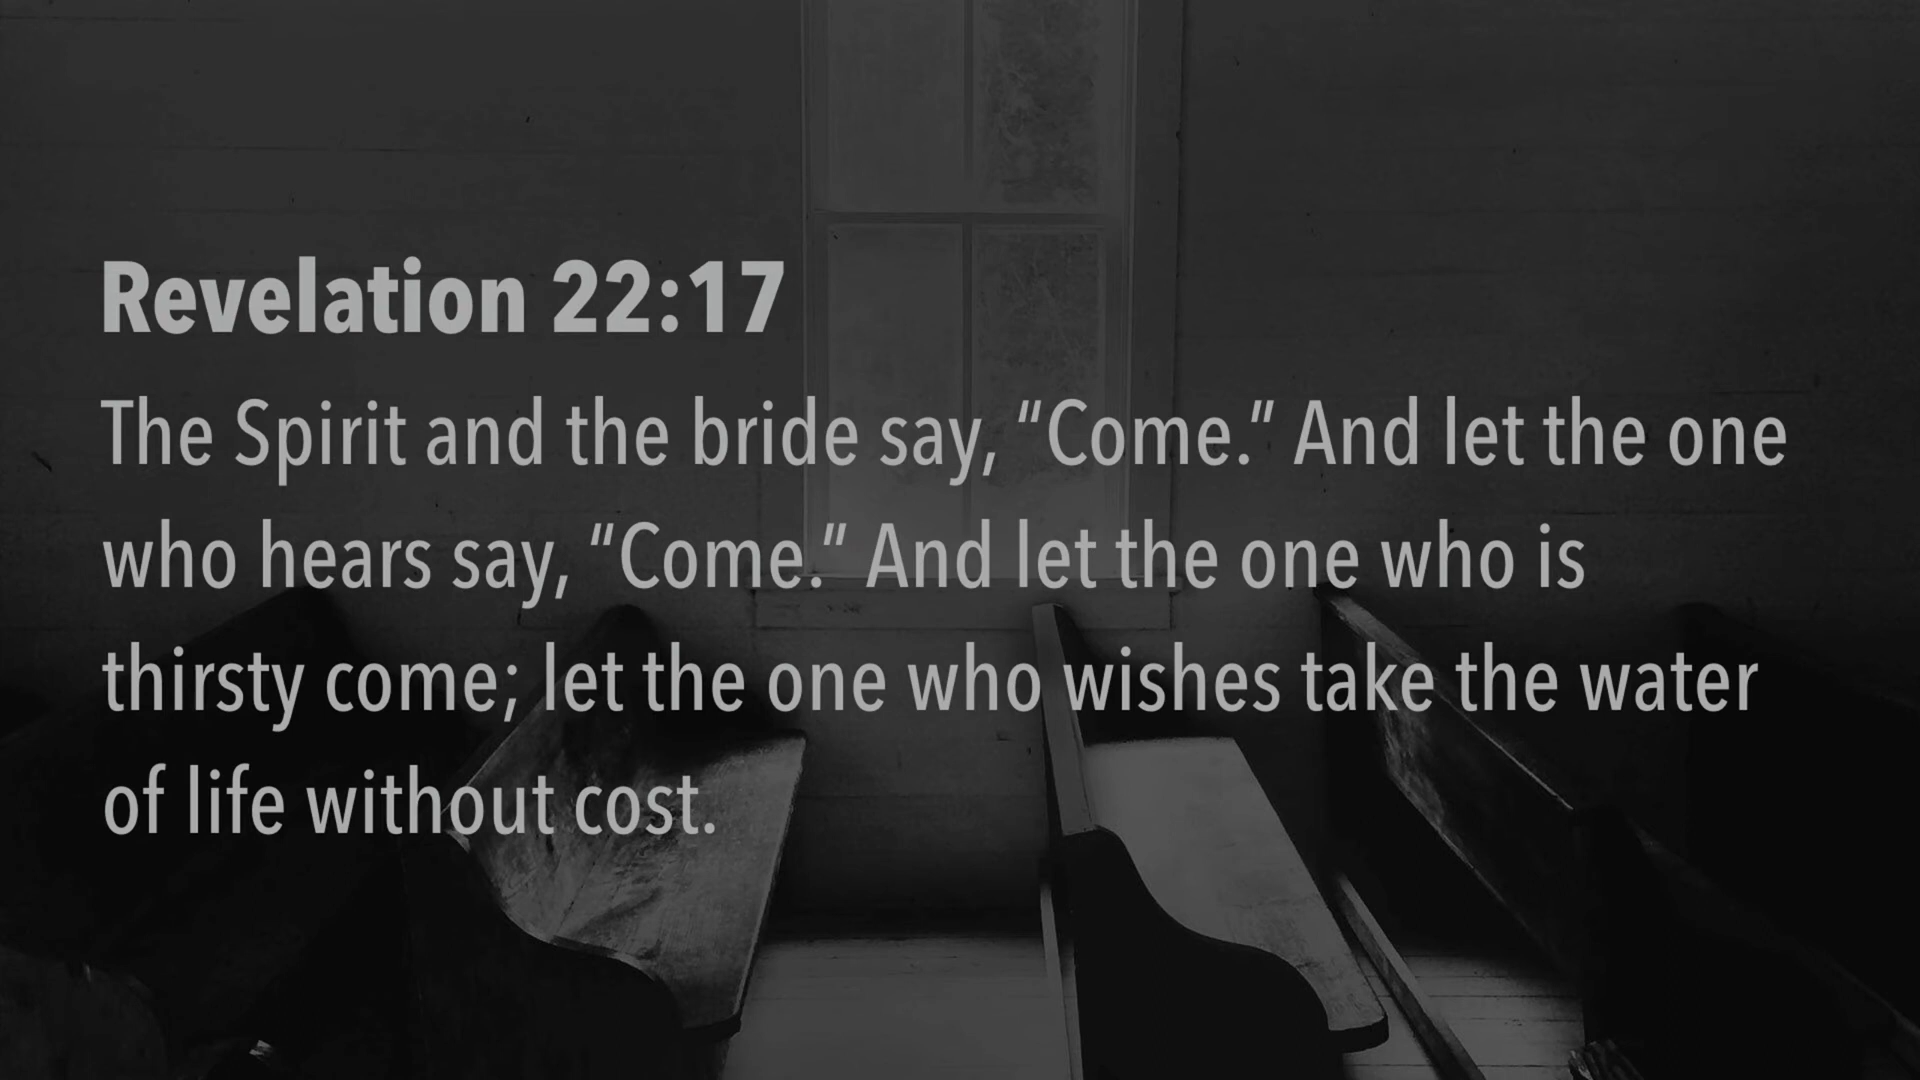 Revelation 22:17
The Spirit and the bride say, “Come.” And let the one
who hears say, “Come.” And let the one who is
thirsty come; let the one who wishes take the water
of life without cost.